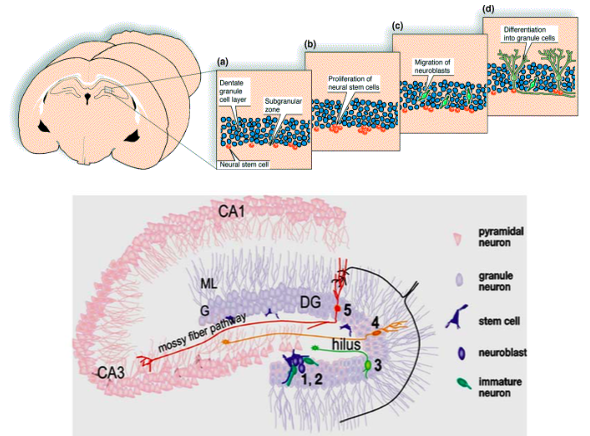 (a)
Dentate
granule
cell layer
Subgranular
zone
Neural stem cell
(b)
Proliferation of
neural stem cells
(c)
Migration of
neuroblasts
(d)
Differentiation
into granule cells
CA1
ML
G
DG
mossy fiber pathway
CA3
hilus
5
4
3
1, 2
pyramidal
neuron
granule
neuron
stem cell
neuroblast
immature
neuron